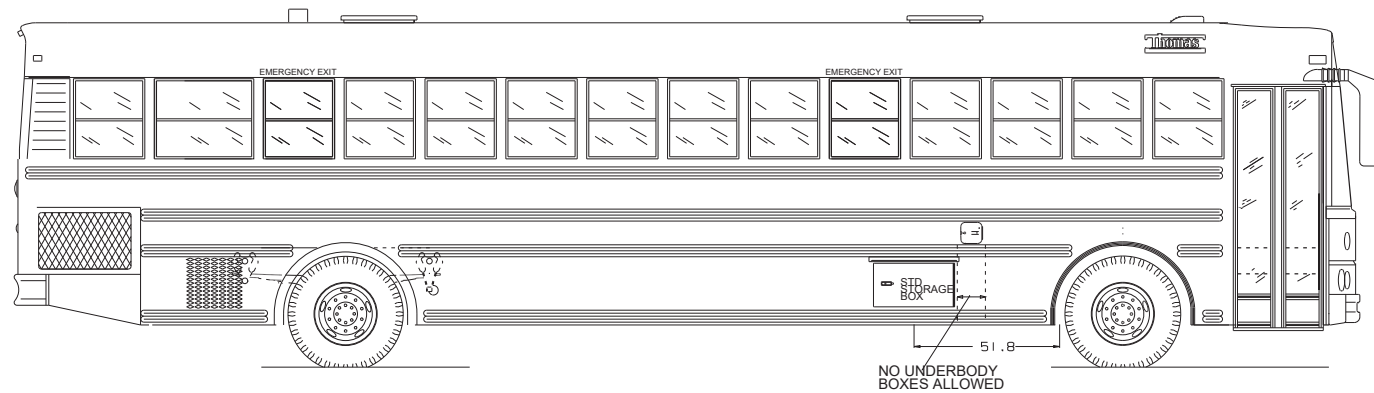 Thomas
EMERGENCY EXIT
EMERGENCY EXIT
STD
STORAGE
BOX
51.8
NO UNDERBODY
BOXES ALLOWED